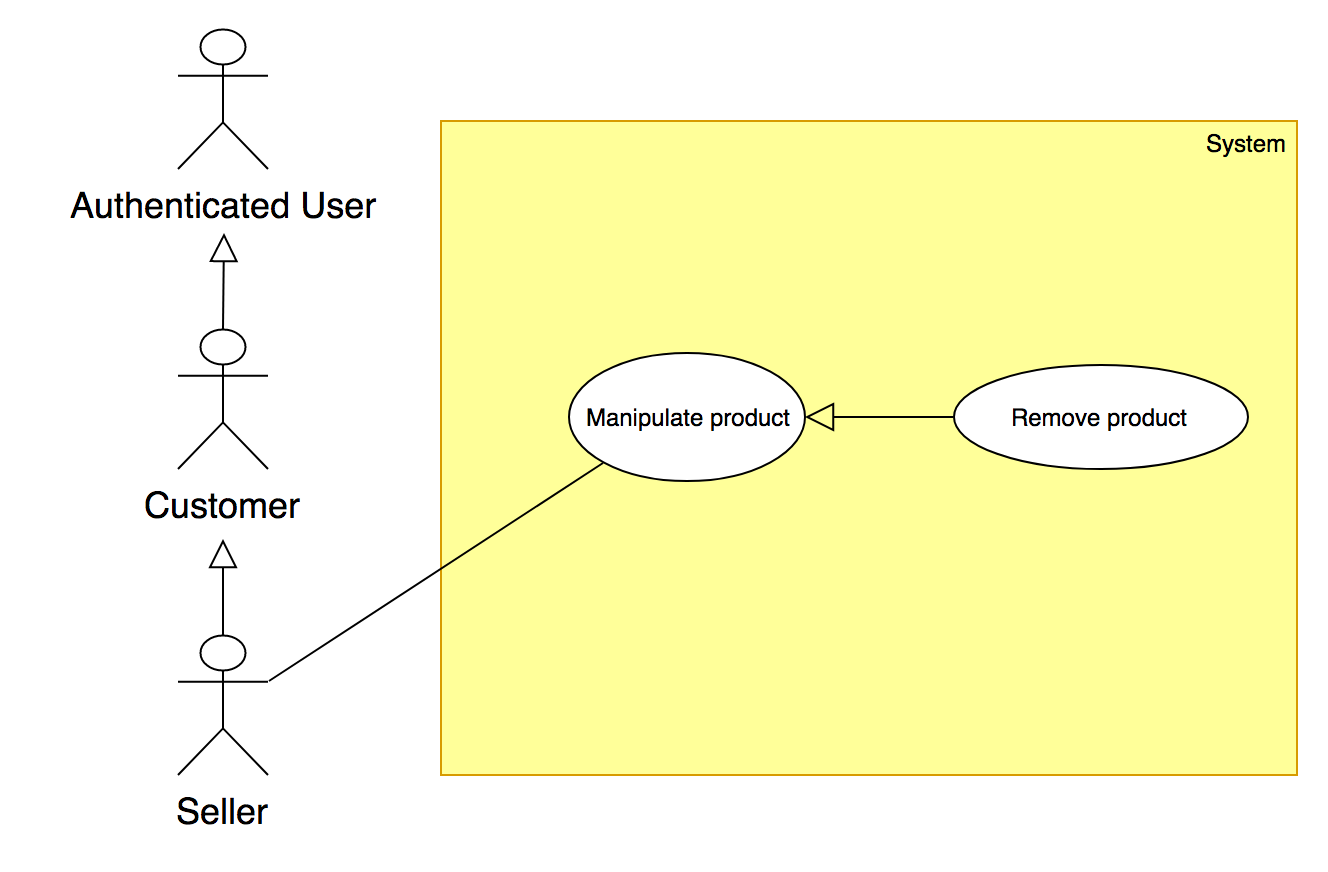 Authenticated User
System
Manipulate product
Remove product
Customer
Seller